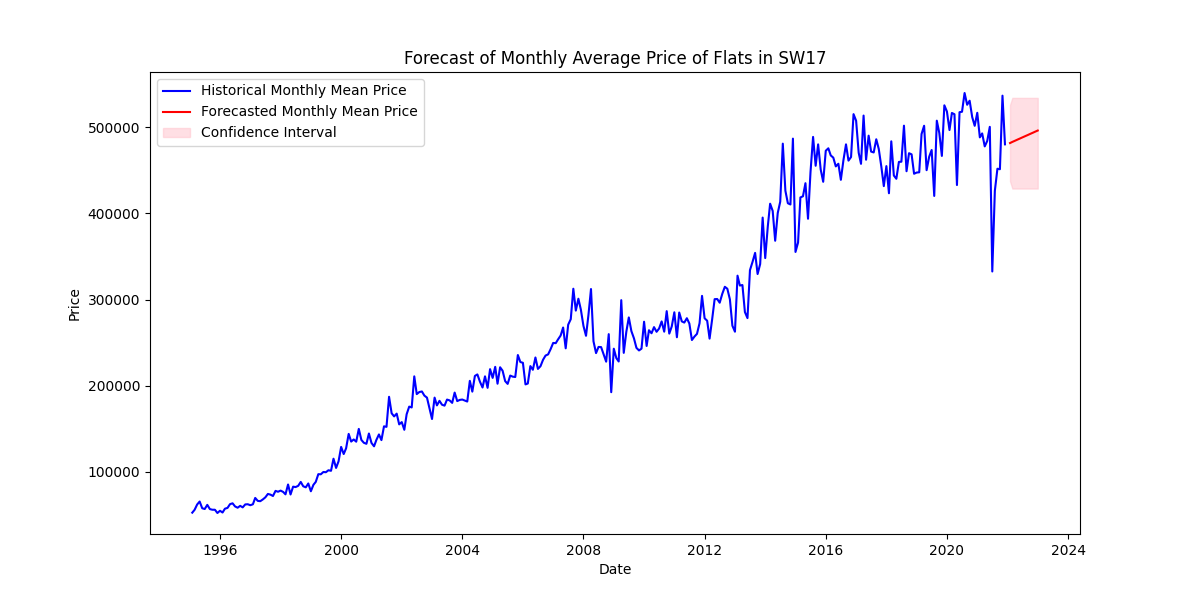 Forecast of Monthly Average Price of Flats in SW17
Historical Monthly Mean Price
Forecasted Monthly Mean Price
Confidence Interval
500000
400000
300000
200000
100000
Price
1996 2000 2004 2008 2012 2016 2020 2024
Date